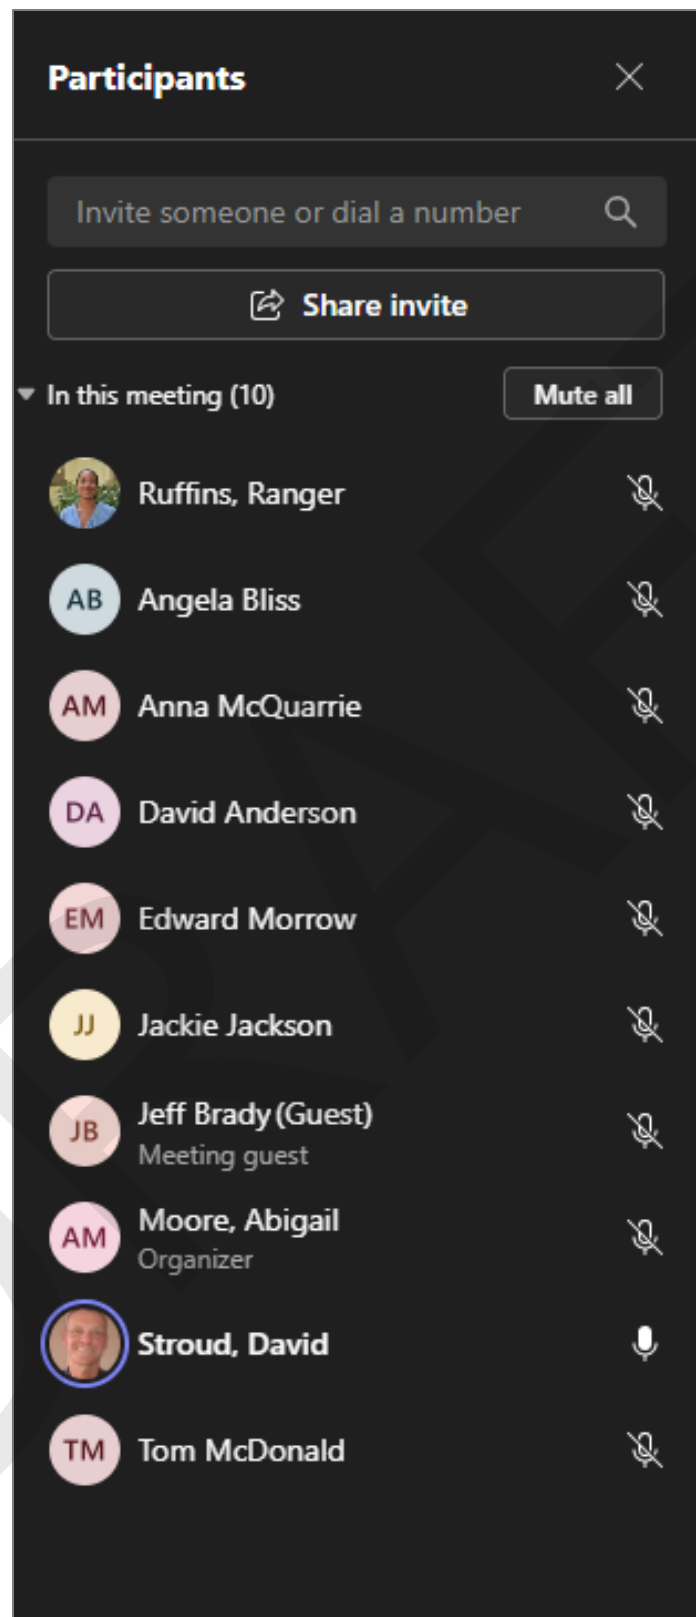 Participants
Invite someone or dial a number
Share invite
In this meeting (10)
Mute all
Ruffins, Ranger
AB Angela Bliss
AM Anna McQuarrie
DA David Anderson
EM Edward Morrow
JJ Jackie Jackson
JB Jeff Brady (Guest)
Meeting guest
AM Moore, Abigail
Organizer
Stroud, David
TM Tom McDonald